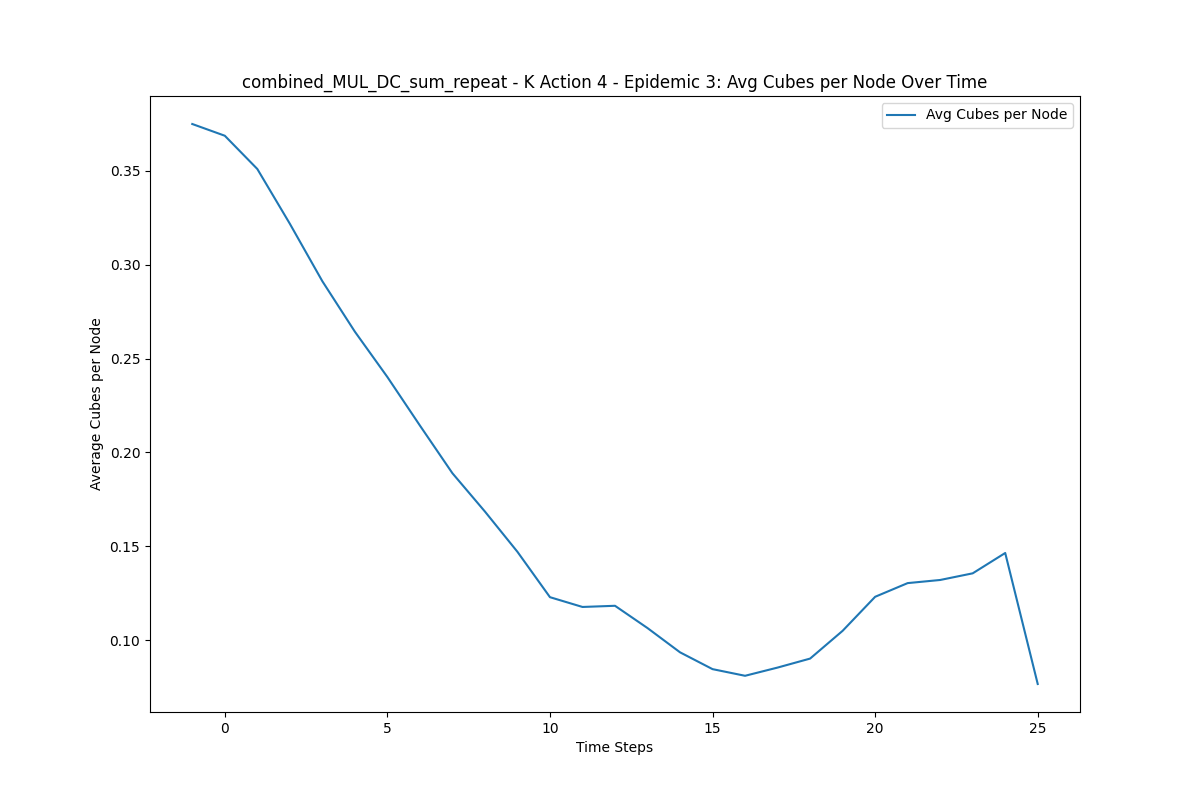 combined_MUL_DC_sum_repeat - K Action 4 - Epidemic 3: Avg Cubes per Node Over Time
Avg Cubes per Node
Average Cubes per Node
0.35
0.30
0.25
0.20
0.15
0.10
0 5 10 15 20 25
Time Steps